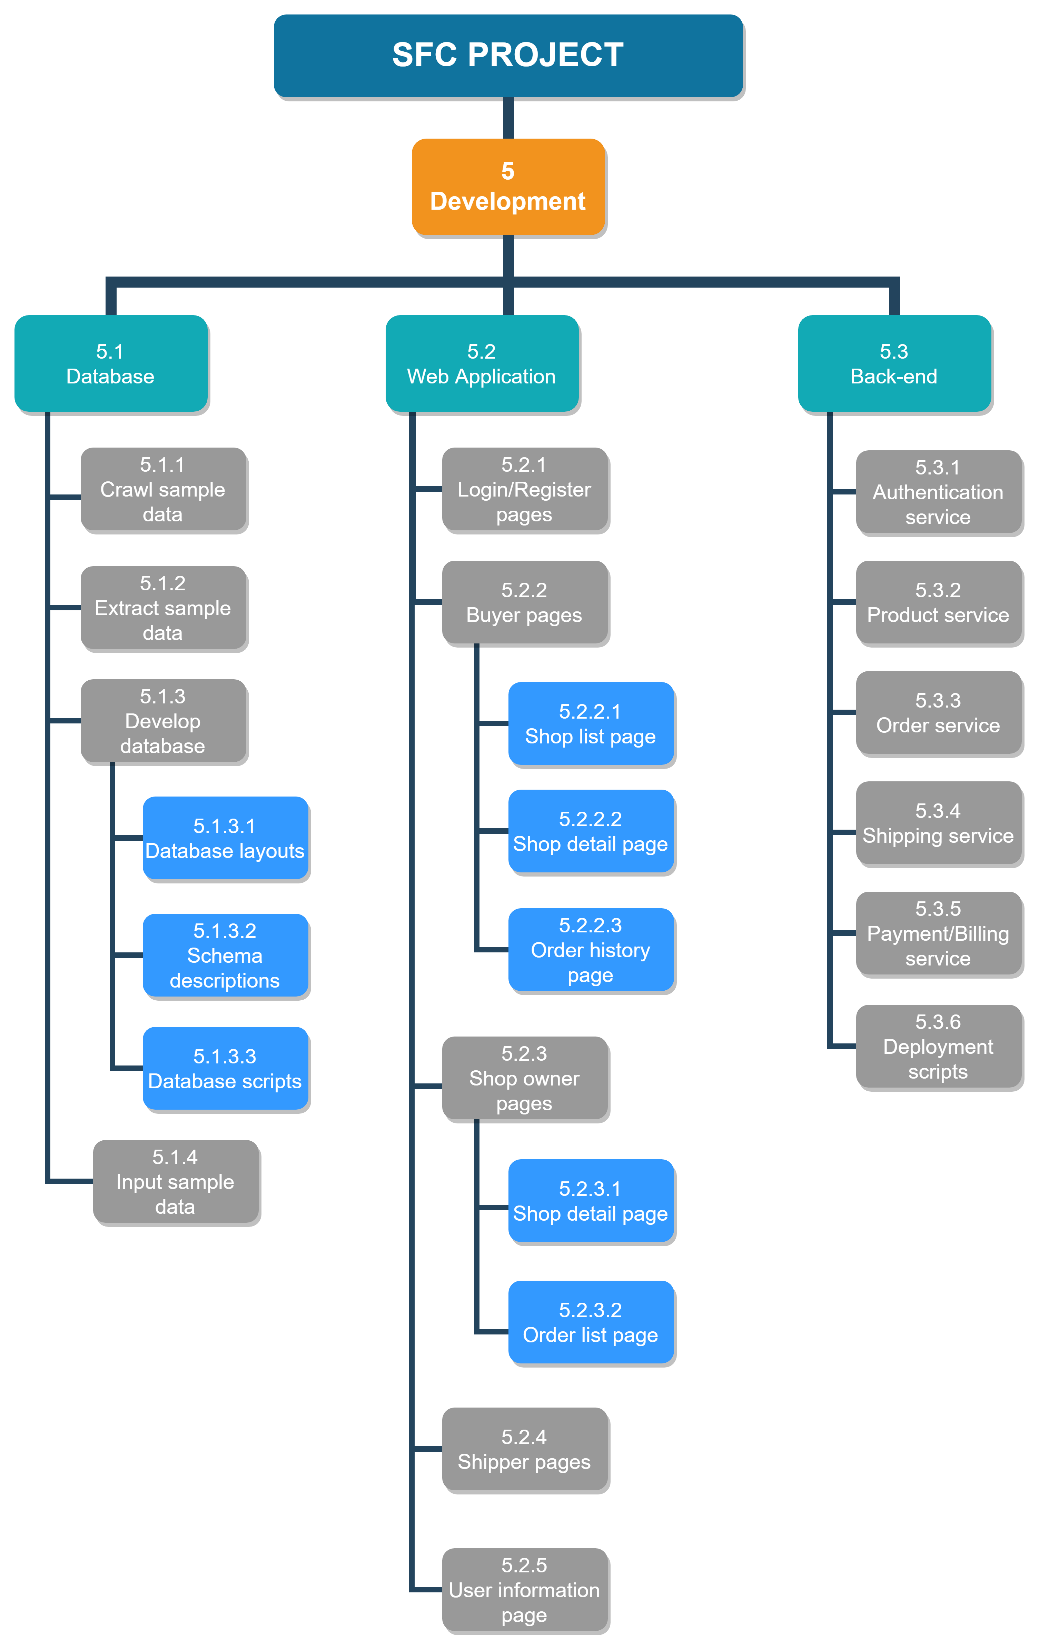 SFC PROJECT
5
Development
5.1
Database
5.1.1
Crawl sample
data
5.1.2
Extract sample
data
5.1.3
Develop
database
5.1.3.1
Database layouts
5.1.3.2
Schema
descriptions
5.1.3.3
Database scripts
5.1.4
Input sample
data
5.2
Web Application
5.2.1
Login/Register
pages
5.2.2
Buyer pages
5.2.2.1
Shop list page
5.2.2.2
Shop detail page
5.2.2.3
Order history
page
5.2.3
Shop owner
pages
5.2.3.1
Shop detail page
5.2.3.2
Order list page
5.2.4
Shipper pages
5.2.5
User information
page
5.3
Back-end
5.3.1
Authentication
service
5.3.2
Product service
5.3.3
Order service
5.3.4
Shipping service
5.3.5
Payment/Billing
service
5.3.6
Deployment
scripts